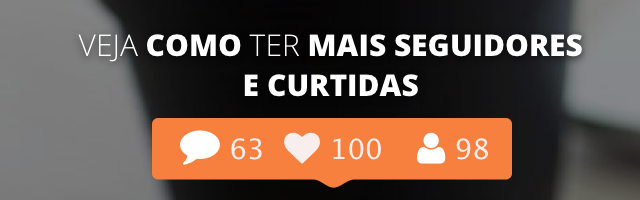 VEJA COMO TER MAIS SEGUIDORES
E CURTIDAS
63 100 98